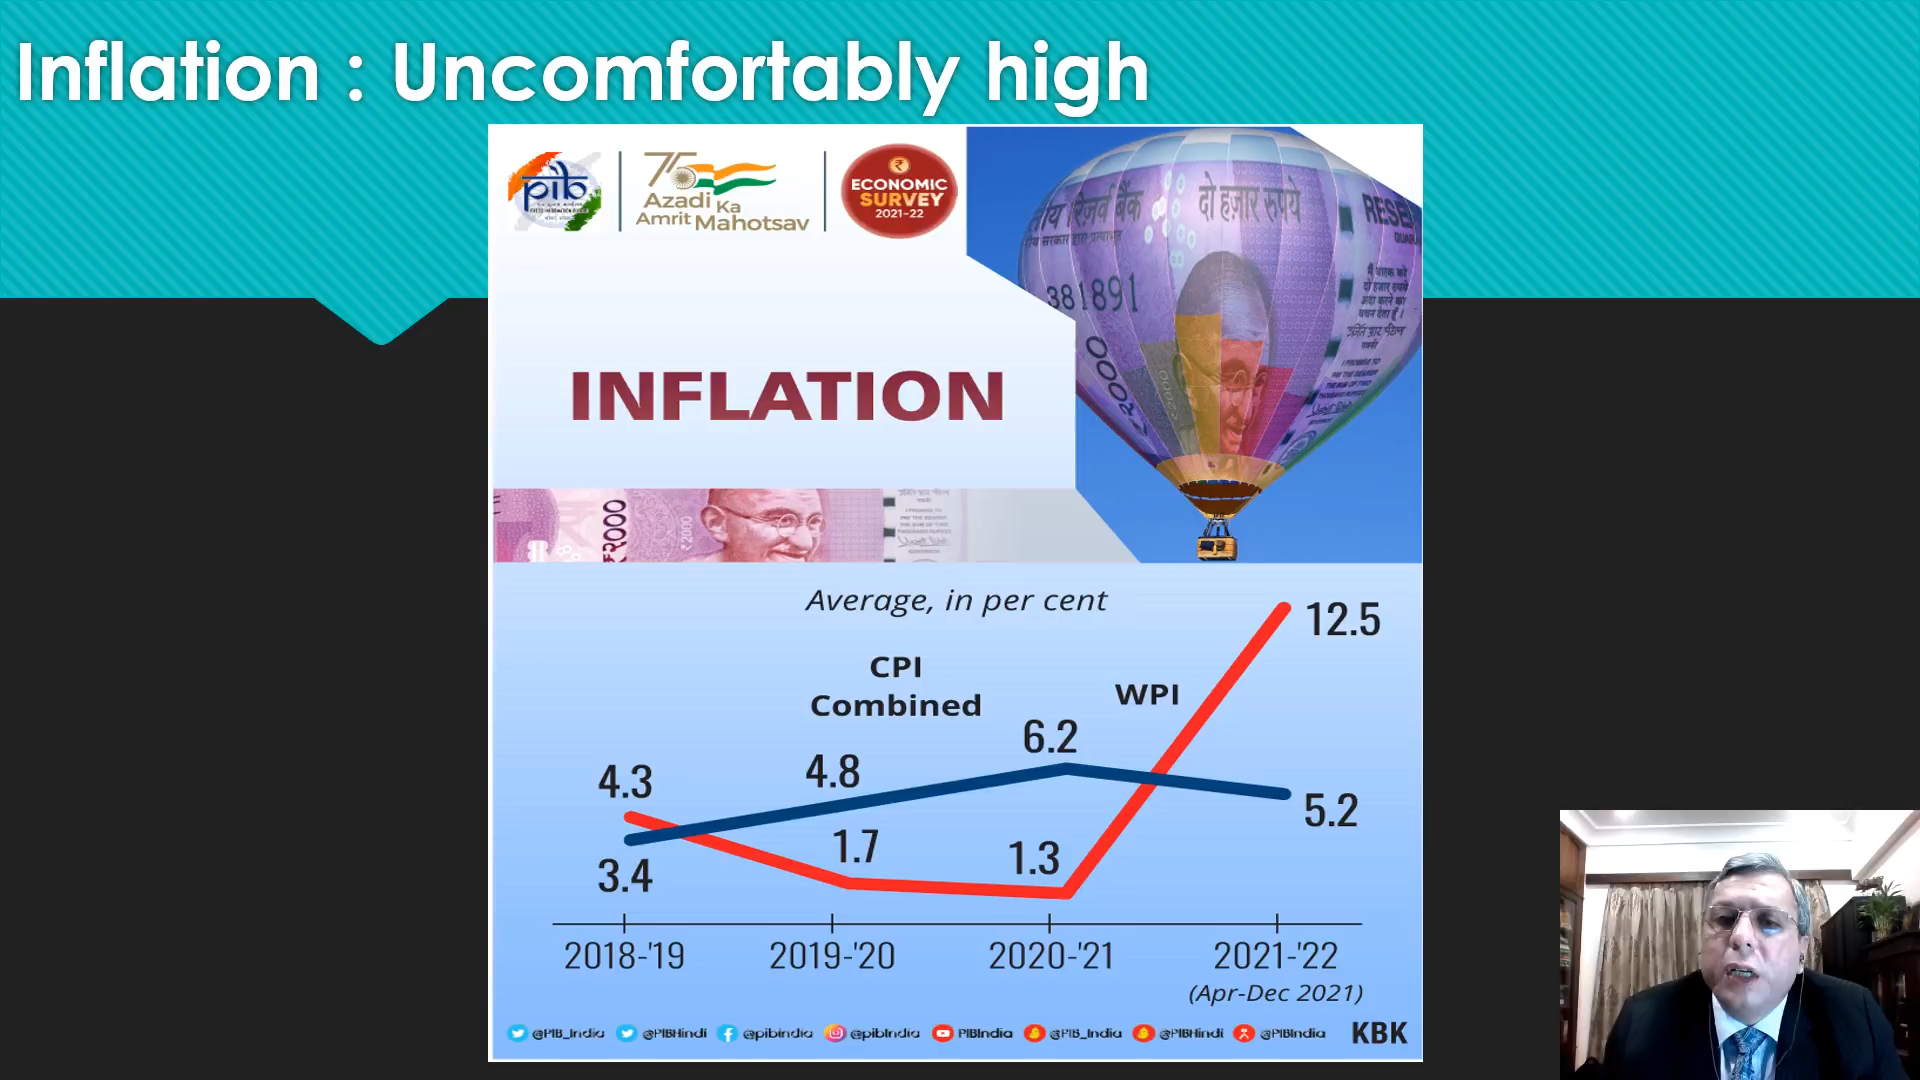 Inflation : Uncomfortably high
pib
75
Azadi Ka
Amrit Mahotsav
₹
ECONOMIC
SURVEY
2021-22
दो हज़ार रूपये
381891
2000
INFLATION
₹2000
Average, in per cent
CPI
Combined
WPI
12.5
6.2
4.8
4.3
5.2
1.7
1.3
3.4
2018-'19 2019-'20 2020-'21 2021-'22
(Apr-Dec 2021)
@PIB_India @PIBHindi @pibindia @pibIndia PIBIndia @PIB_India @PIBHindi @PIBIndia KBK